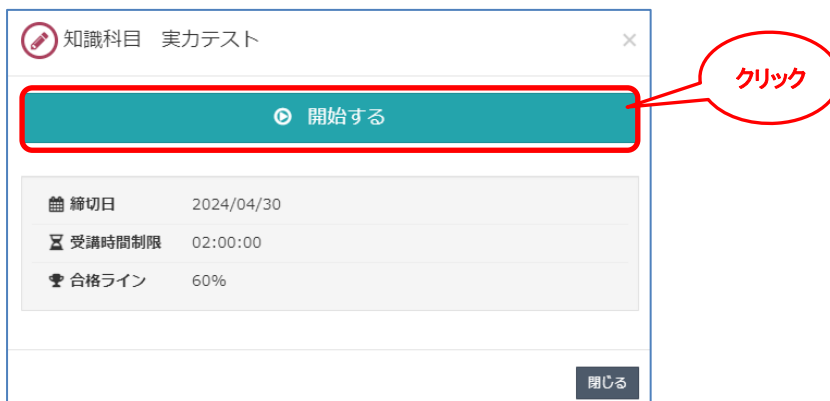 知識科目　実力テスト
×
クリック
開始する
締切日 2024/04/30
受講時間制限 02:00:00
合格ライン 60%
閉じる